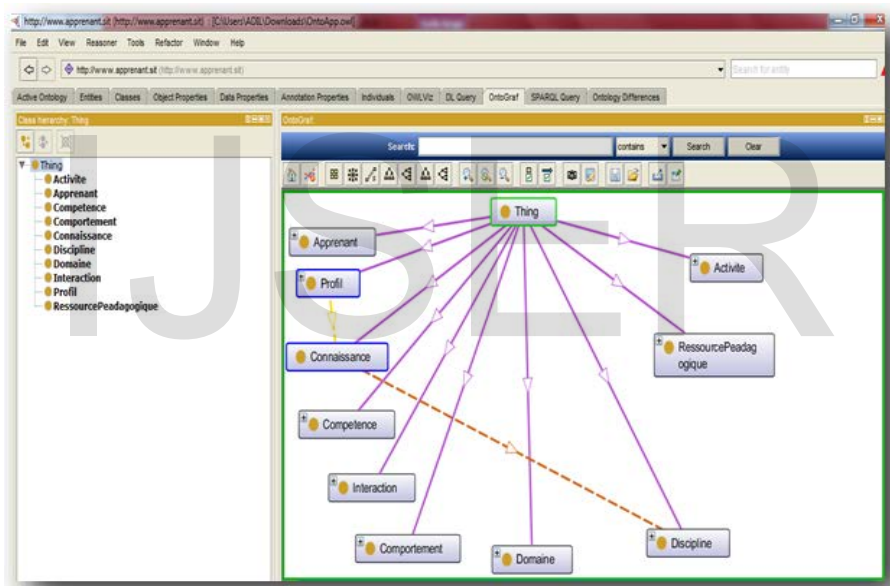 http://www.apprenant.sit (http://www.apprenant.sit) : [C:\Users\ADIL\Downloads\OntoApp.owl]
File Edit View Reasoner Tools Refactor Window Help
http://www.apprenant.sit (http://www.apprenant.sit)
Search for entity
Active Ontology Entities Classes Object Properties Data Properties Annotation Properties Individuals OWLViz DL Query OntoGraf SPARQL Query Ontology Differences
Class hierarchy: Thing
OntoGraf:
Search: contains Search Clear
Thing
Activite
Apprenant
Competence
Comportement
Connaissance
Discipline
Domaine
Interaction
Profil
RessourcePeadagogique
Thing
Apprenant
Activite
Profil
RessourcePeadag
ogique
Connaissance
Competence
Interaction
Discipline
Comportement
Domaine
IJSER